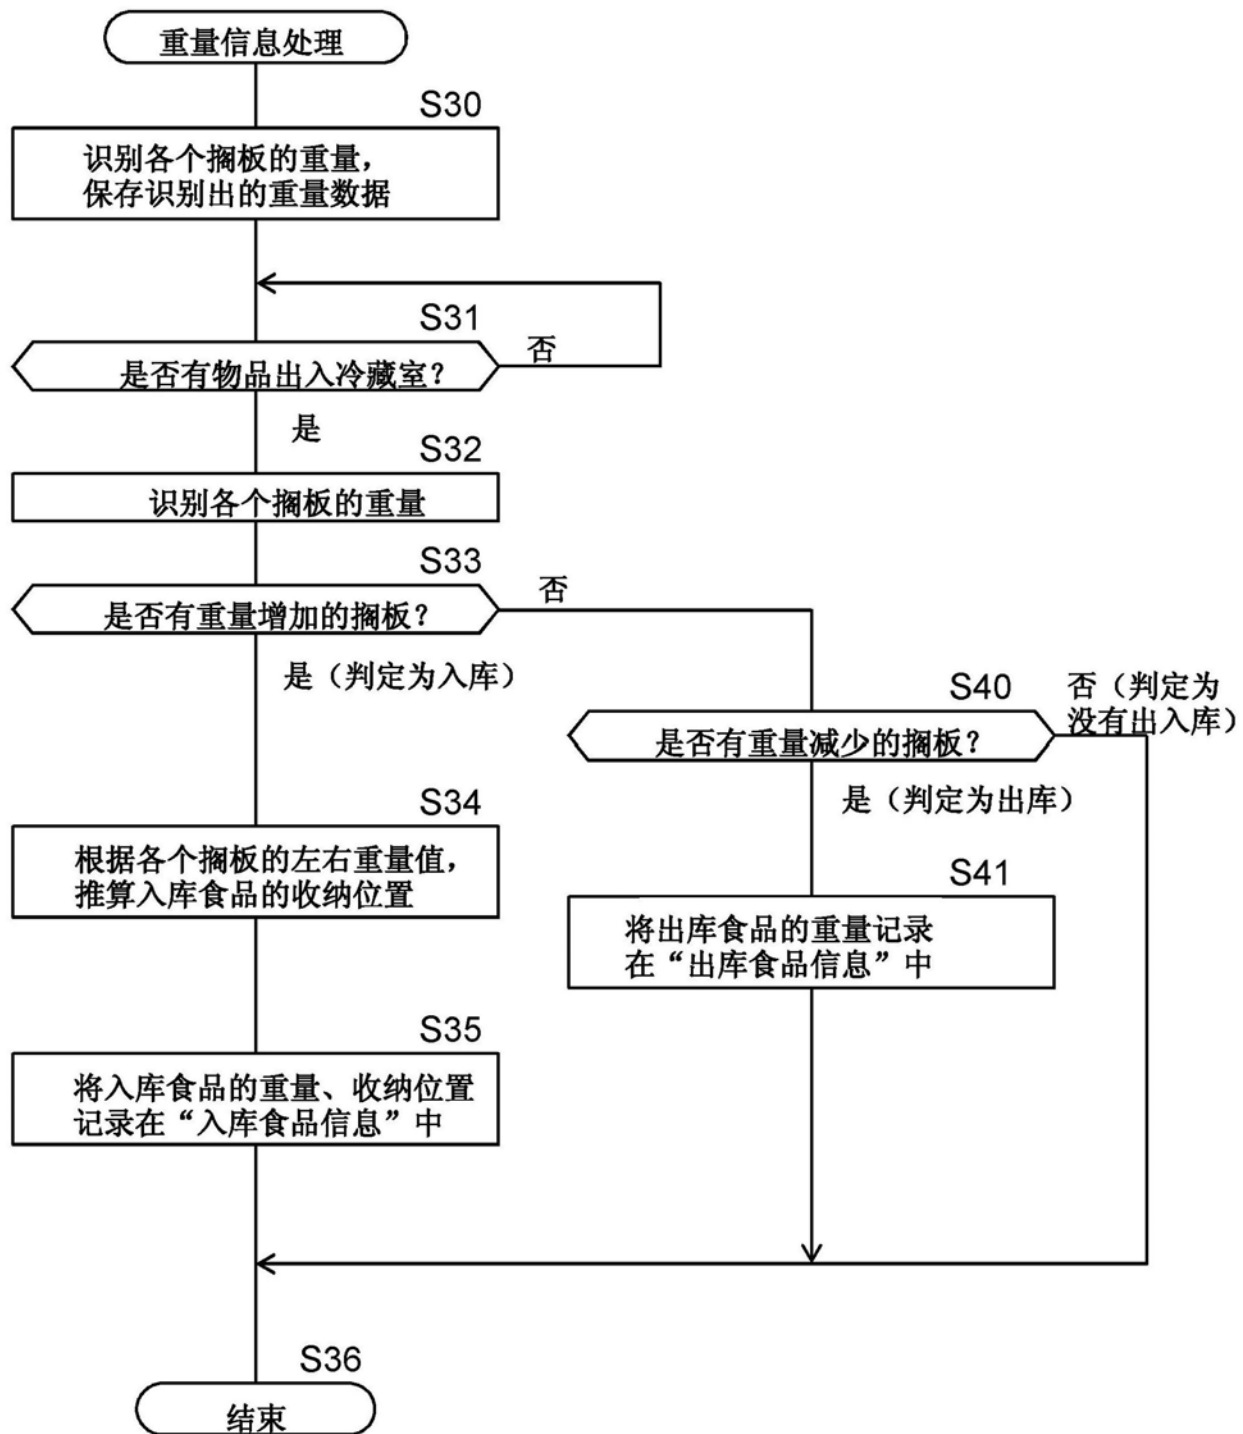 重量信息处理
S30
识别各个搁板的重量，
保存识别出的重量数据
S31
是否有物品出入冷藏室？
否
是
S32
识别各个搁板的重量
S33
是否有重量增加的搁板？
否
是（判定为入库）
S40
否（判定为
没有出入库）
是否有重量减少的搁板？
是（判定为出库）
S34
根据各个搁板的左右重量值，
推算入库食品的收纳位置
S41
将出库食品的重量记录
在“出库食品信息”中
S35
将入库食品的重量、收纳位置
记录在“入库食品信息”中
S36
结束